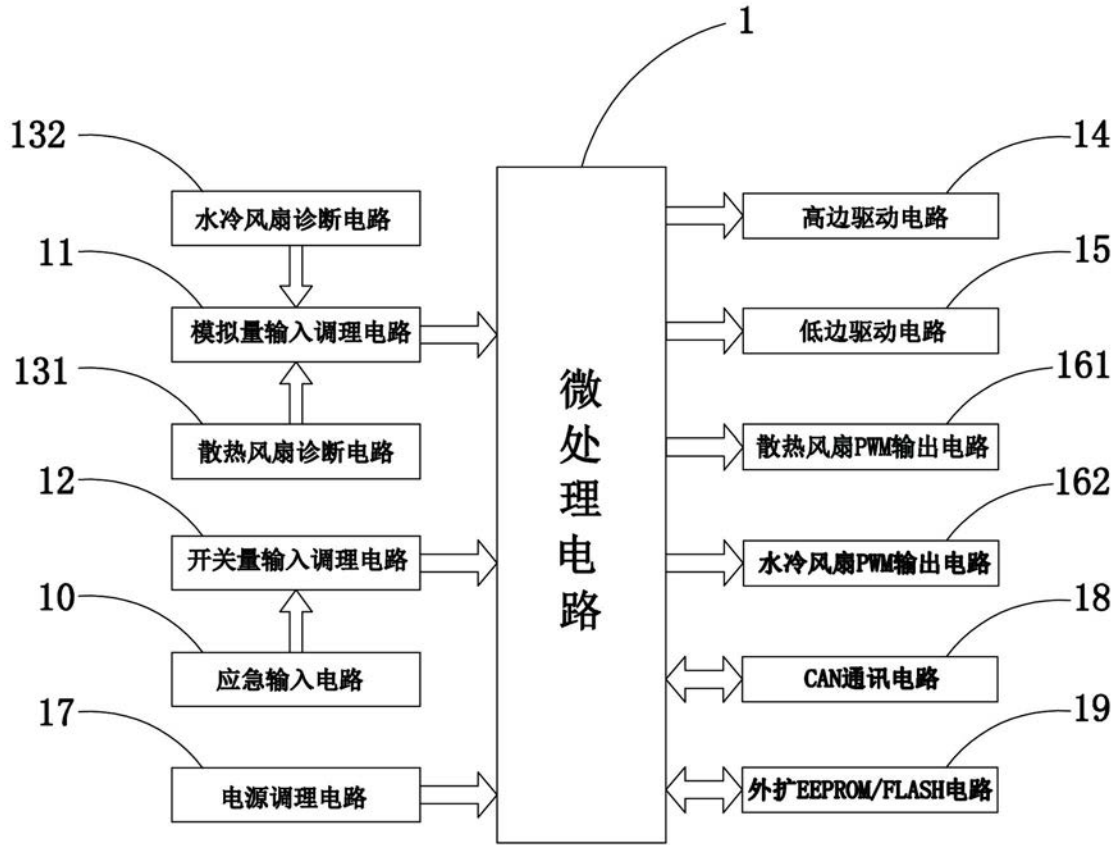 1
132
水冷风扇诊断电路
11
模拟量输入调理电路
131
散热风扇诊断电路
12
开关量输入调理电路
10
应急输入电路
17
电源调理电路
微处理电路
14
高边驱动电路
15
低边驱动电路
161
散热风扇PWM输出电路
162
水冷风扇PWM输出电路
18
CAN通讯电路
19
外扩EEPROM/FLASH电路